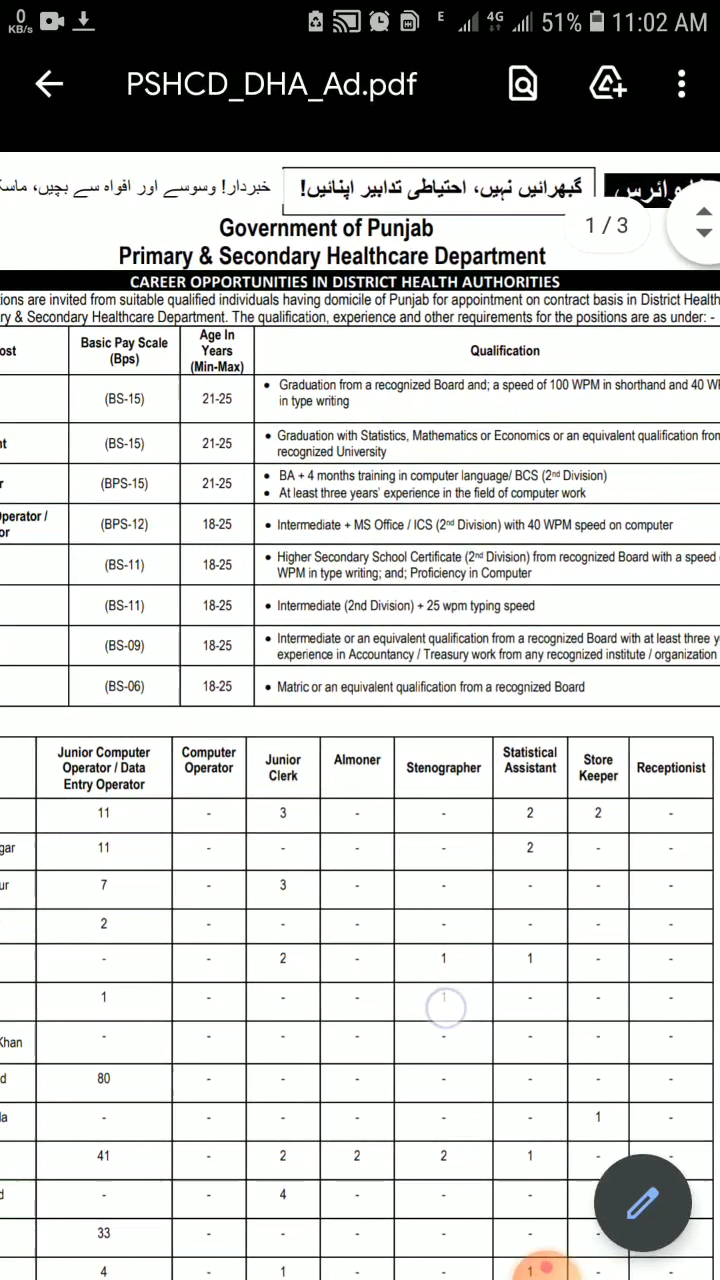 0 KB/s E 4G 51% 11:02 AM
PSHCD_DHA_Ad.pdf
خبردار! وسوسے اور افواہ سے بچیں، ماسک
گبھرائیں نہیں، احتیاطی تدابیر اپنائیں!
Government of Punjab
1 / 3
Primary & Secondary Healthcare Department
CAREER OPPORTUNITIES IN DISTRICT HEALTH AUTHORITIES
tions are invited from suitable qualified individuals having domicile of Punjab for appointment on contract basis in District Health
ry & Secondary Healthcare Department. The qualification, experience and other requirements for the positions are as under: -
ost Basic Pay Scale (Bps) Age In Years (Min-Max) Qualification
(BS-15) 21-25 • Graduation from a recognized Board and; a speed of 100 WPM in shorthand and 40 WP
in type writing
nt (BS-15) 21-25 • Graduation with Statistics, Mathematics or Economics or an equivalent qualification from
recognized University
r (BPS-15) 21-25 • BA + 4 months training in computer language/ BCS (2nd Division)
• At least three years' experience in the field of computer work
Operator / or (BPS-12) 18-25 • Intermediate + MS Office / ICS (2nd Division) with 40 WPM speed on computer
(BS-11) 18-25 • Higher Secondary School Certificate (2nd Division) from recognized Board with a speed
WPM in type writing; and; Proficiency in Computer
(BS-11) 18-25 • Intermediate (2nd Division) + 25 wpm typing speed
(BS-09) 18-25 • Intermediate or an equivalent qualification from a recognized Board with at least three y
experience in Accountancy / Treasury work from any recognized institute / organization
(BS-06) 18-25 • Matric or an equivalent qualification from a recognized Board
Junior Computer Operator / Data Entry Operator Computer Operator Junior Clerk Almoner Stenographer Statistical Assistant Store Keeper Receptionist
11 - 3 - - 2 2 -
gar 11 - - - - 2 - -
ur 7 - 3 - - - - -
2 - - - - - - -
- - 2 - 1 1 - -
1 - - - 1 - - -
Khan - - - - - - - -
d 80 - - - - - - -
la - - - - - - 1 -
41 - 2 2 2 1 - -
d - - 4 - - - -
33 - - - - - -
4 - 1 - - 1 - -